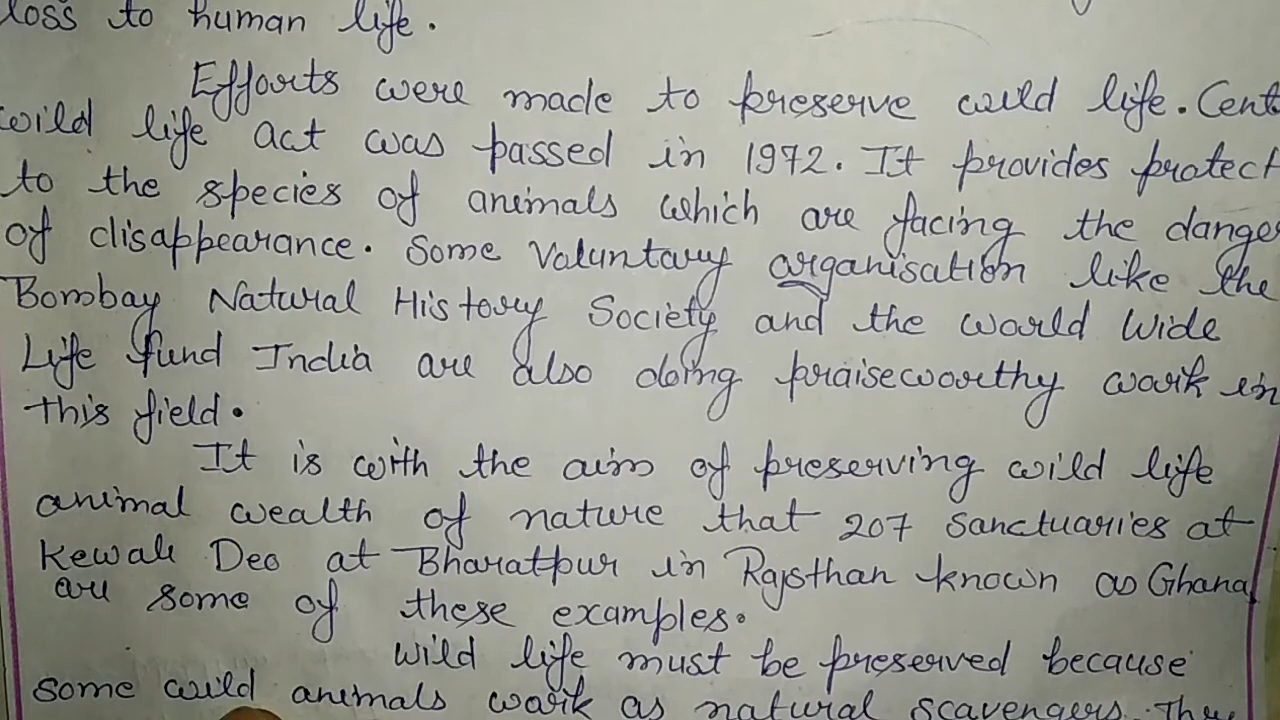 loss to human life.
Efforts were made to preserve wild life. Cent
wild life act was passed in 1972. It provides protect
to the species of animals which are facing the dange
of disappearance. Some Voluntary organisation like the
Bombay Natural History Society and the World Wide
Life fund India are also doing praiseworthy work in
this field.
It is with the aim of preserving wild life
animal wealth of nature that 207 Sanctuaries at
Kewali Deo at Bharatpur in Rajsthan known as Ghana
are some of these examples.
Wild life must be preserved because
some wild animals work as natural scavengers. They